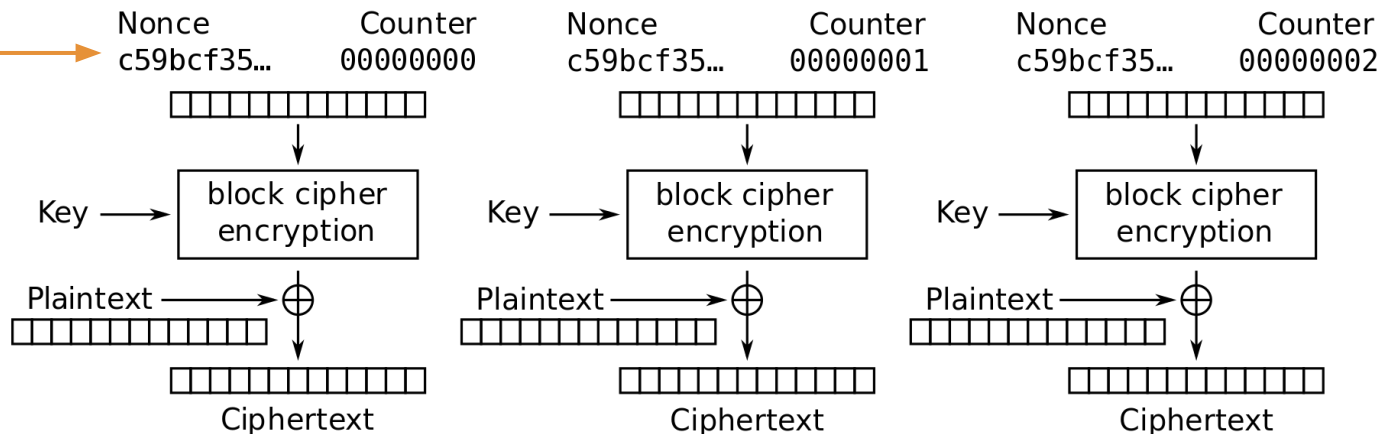 Nonce Counter Nonce Counter Nonce Counter
c59bcf35… 00000000 c59bcf35… 00000001 c59bcf35… 00000002
block cipher block cipher block cipher
Key encryption Key encryption Key encryption
Plaintext Plaintext Plaintext
Ciphertext Ciphertext Ciphertext